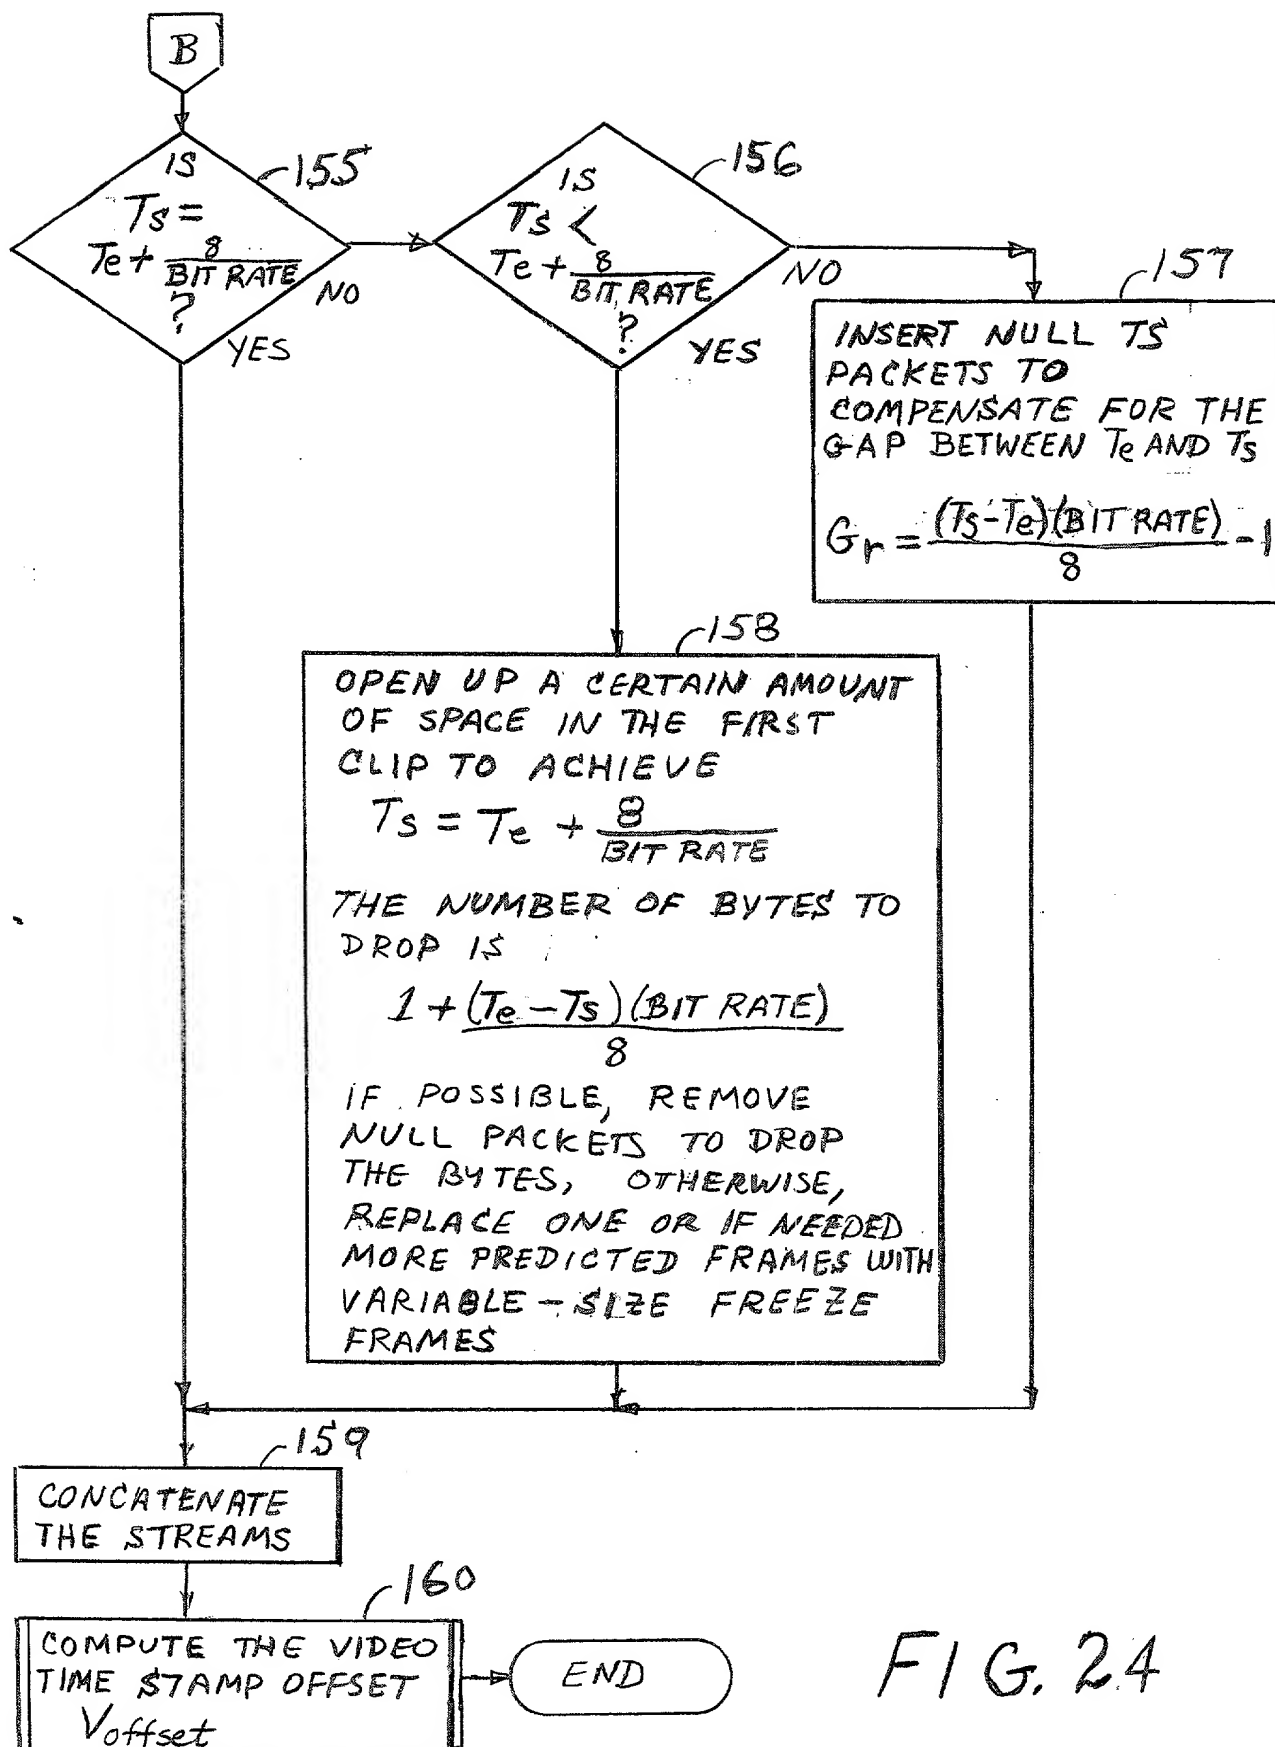 B
IS
Ts =
Te + 8
BIT RATE
?
155
NO
YES
IS
Ts <
Te + 8
BIT RATE
?
156
NO
YES
157
INSERT NULL TS
PACKETS TO
COMPENSATE FOR THE
GAP BETWEEN Te AND Ts
Gr = (Ts-Te)(BIT RATE) - 1
8
158
OPEN UP A CERTAIN AMOUNT
OF SPACE IN THE FIRST
CLIP TO ACHIEVE
Ts = Te + 8
BIT RATE
THE NUMBER OF BYTES TO
DROP IS
1 + (Te - Ts)(BIT RATE)
8
IF POSSIBLE, REMOVE
NULL PACKETS TO DROP
THE BYTES, OTHERWISE,
REPLACE ONE OR IF NEEDED
MORE PREDICTED FRAMES WITH
VARIABLE-SIZE FREEZE
FRAMES
159
CONCATENATE
THE STREAMS
160
COMPUTE THE VIDEO
TIME STAMP OFFSET
Voffset
END
FIG. 24